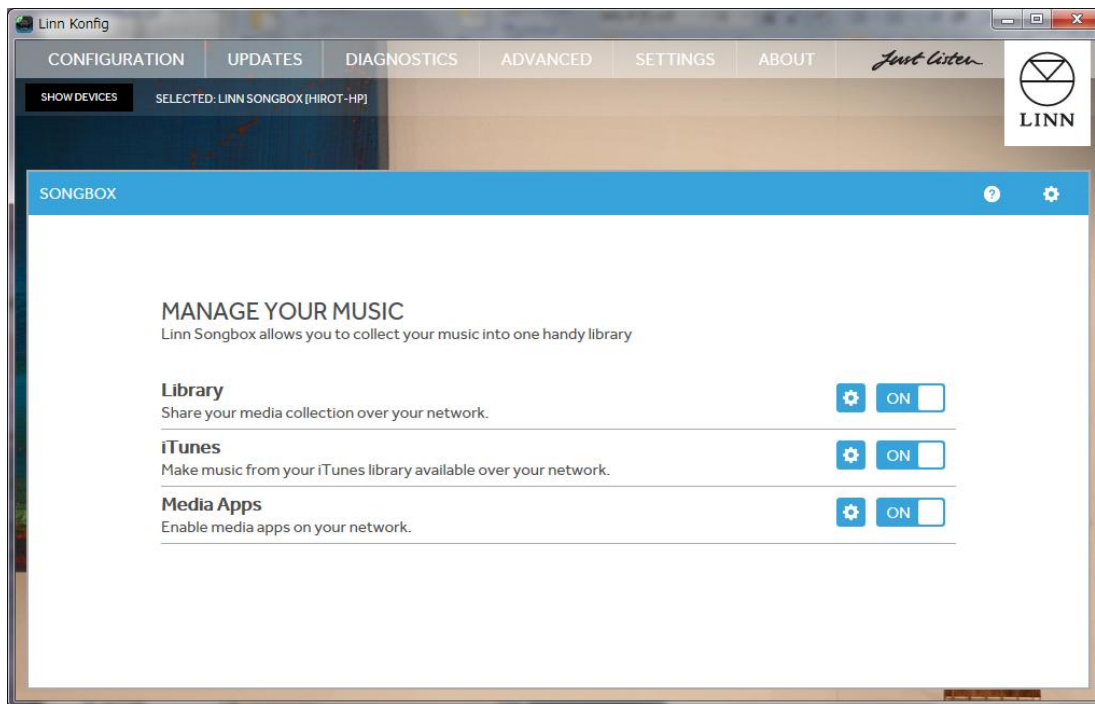 Linn Konfig
CONFIGURATION UPDATES DIAGNOSTICS ADVANCED SETTINGS ABOUT Just Listen
LINN
SHOW DEVICES SELECTED: LINN SONGBOX [HIROT-HP]
SONGBOX
MANAGE YOUR MUSIC
Linn Songbox allows you to collect your music into one handy library
Library
Share your media collection over your network.
ON
iTunes
Make music from your iTunes library available over your network.
ON
Media Apps
Enable media apps on your network.
ON